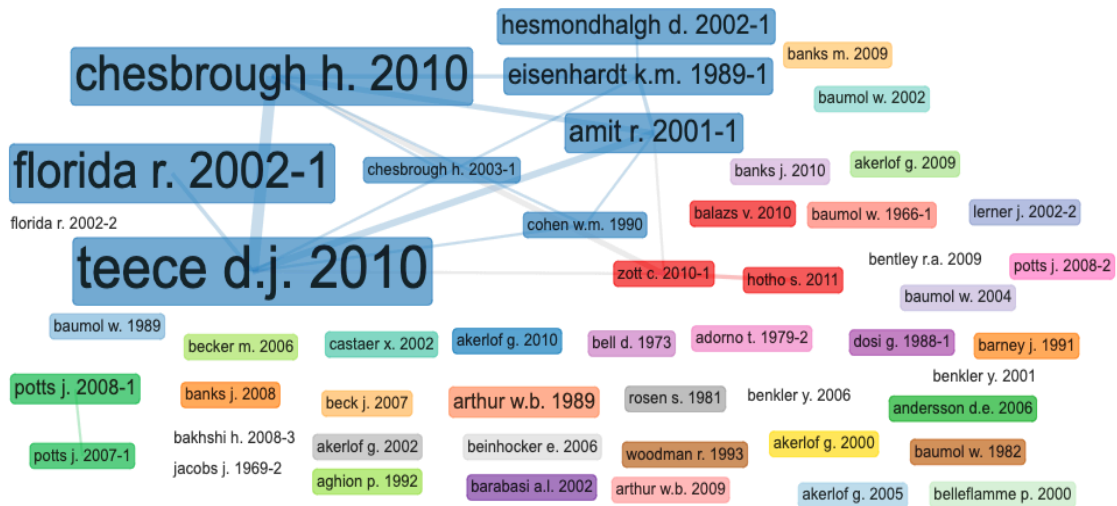 hesmondhalgh d. 2002-1
banks m. 2009
chesbrough h. 2010
eisenhardt k.m. 1989-1
baumol w. 2002
amit r. 2001-1
florida r. 2002-1
chesbrough h. 2003-1
banks j. 2010
akerlof g. 2009
florida r. 2002-2
cohen w.m. 1990
balazs v. 2010
baumol w. 1966-1
lerner j. 2002-2
teece d.j. 2010
zott c. 2010-1
hotho s. 2011
bentley r.a. 2009
potts j. 2008-2
baumol w. 2004
baumol w. 1989
becker m. 2006
castaer x. 2002
akerlof g. 2010
bell d. 1973
adorno t. 1979-2
dosi g. 1988-1
barney j. 1991
benkler y. 2001
potts j. 2008-1
banks j. 2008
beck j. 2007
arthur w.b. 1989
rosen s. 1981
benkler y. 2006
andersson d.e. 2006
bakhshi h. 2008-3
potts j. 2007-1
akerlof g. 2002
beinhocker e. 2006
woodman r. 1993
akerlof g. 2000
baumol w. 1982
jacobs j. 1969-2
aghion p. 1992
barabasi a.l. 2002
arthur w.b. 2009
akerlof g. 2005
belleflamme p. 2000